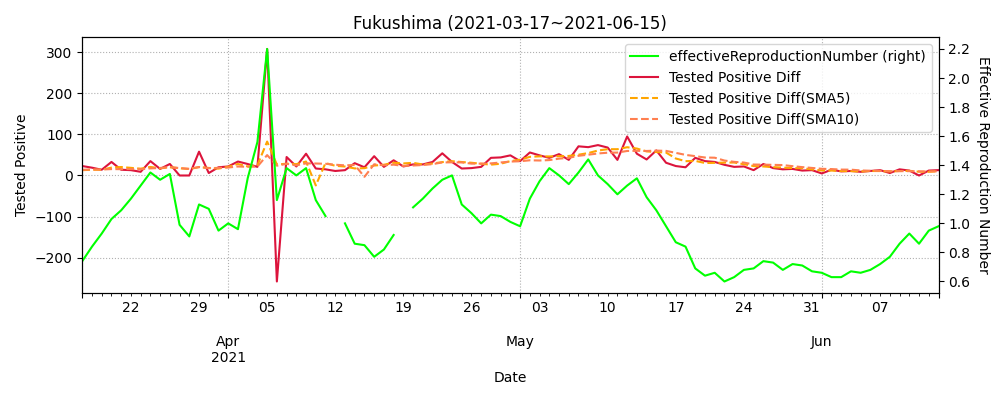 Fukushima (2021-03-17~2021-06-15)
effectiveReproductionNumber (right)
Tested Positive Diff
Tested Positive Diff(SMA5)
Tested Positive Diff(SMA10)
Tested Positive
300
200
100
0
−100
−200
Effective Reproduction Number
2.2
2.0
1.8
1.6
1.4
1.2
1.0
0.8
0.6
22 29 05 12 19 26 03 10 17 24 31 07
Apr May Jun
2021
Date